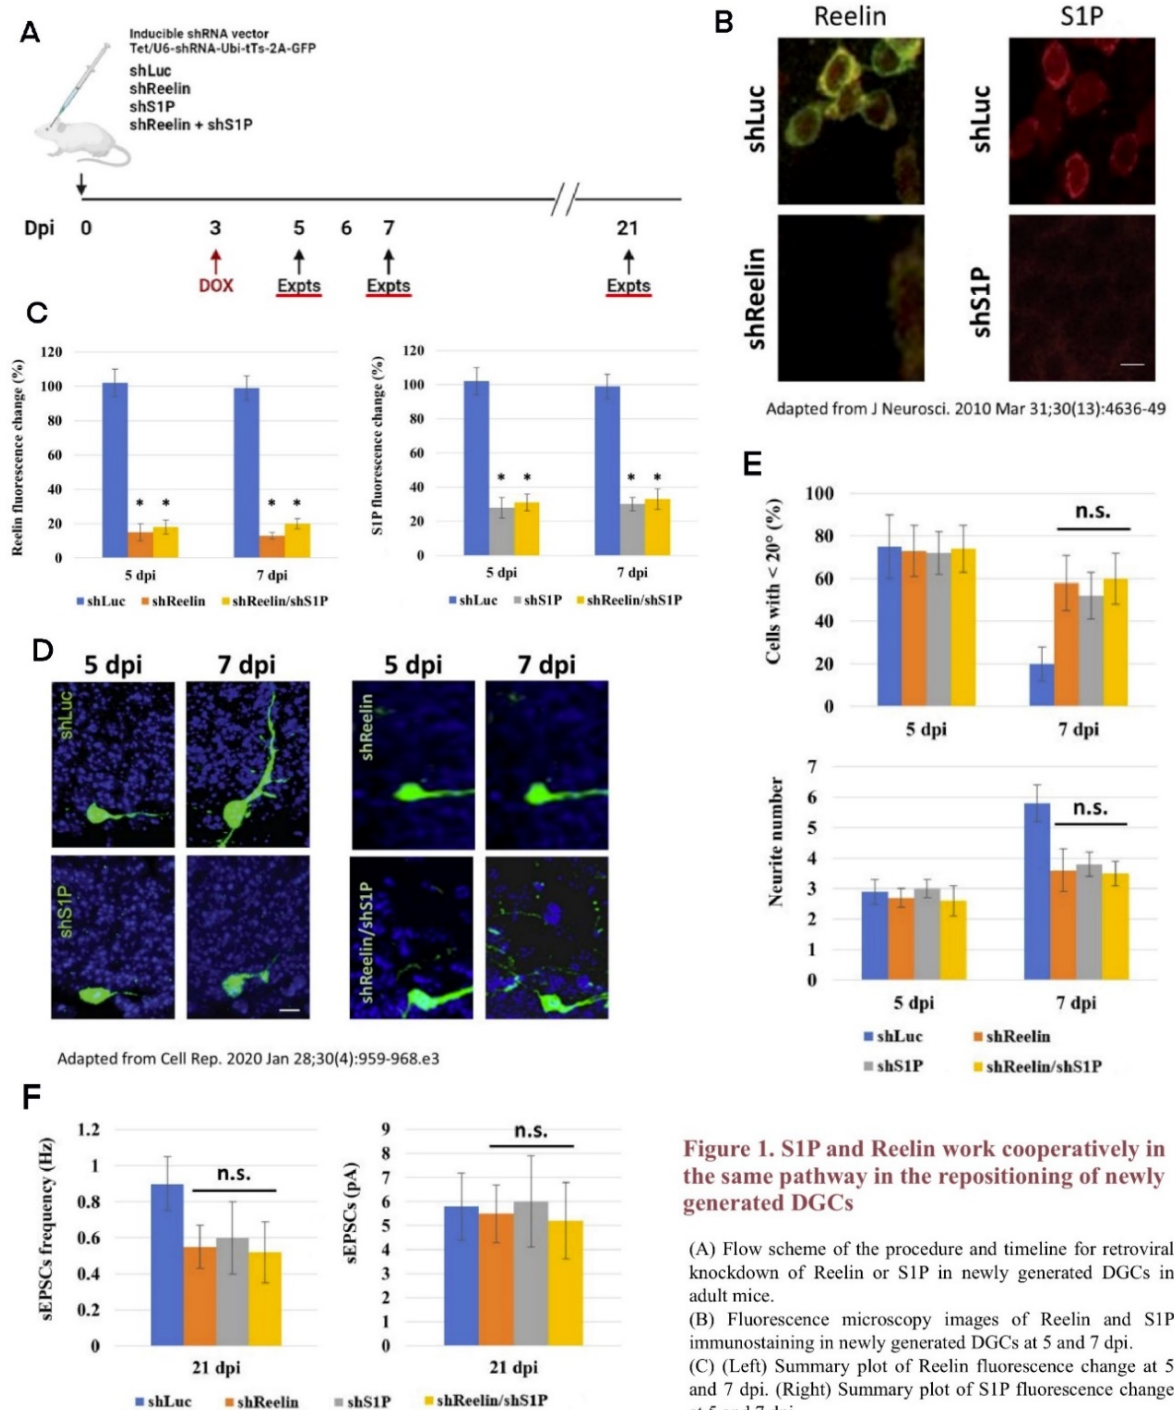 A
Inducible shRNA vector
Tet/U6-shRNA-Ubi-tTs-2A-GFP
shLuc
shReelin
shS1P
shReelin + shS1P
Dpi 0 3 5 6 7 21
DOX Expts Expts Expts
B
Reelin S1P
shLuc shLuc
shReelin shS1P
Adapted from J Neurosci. 2010 Mar 31;30(13):4636-49
C
Reelin fluorescence change (%)
120
100
80
60
40
20
0
* * * *
5 dpi 7 dpi
shLuc shReelin shReelin/shS1P
S1P fluorescence change (%)
120
100
80
60
40
20
0
* * * *
5 dpi 7 dpi
shLuc shS1P shReelin/shS1P
D
5 dpi 7 dpi 5 dpi 7 dpi
shLuc shReelin
shS1P shReelin/shS1P
Adapted from Cell Rep. 2020 Jan 28;30(4):959-968.e3
E
Cells with < 20° (%)
100
80
60
40
20
0
n.s.
5 dpi 7 dpi
Neurite number
7
6
5
4
3
2
1
0
n.s.
5 dpi 7 dpi
shLuc shReelin
shS1P shReelin/shS1P
F
sEPSCs frequency (Hz)
1.2
1
0.8
0.6
0.4
0.2
0
n.s.
21 dpi
sEPSCs (pA)
9
8
7
6
5
4
3
2
1
0
n.s.
21 dpi
shLuc shReelin shS1P shReelin/shS1P
Figure 1. S1P and Reelin work cooperatively in
the same pathway in the repositioning of newly
generated DGCs
(A) Flow scheme of the procedure and timeline for retroviral
knockdown of Reelin or S1P in newly generated DGCs in
adult mice.
(B) Fluorescence microscopy images of Reelin and S1P
immunostaining in newly generated DGCs at 5 and 7 dpi.
(C) (Left) Summary plot of Reelin fluorescence change at 5
and 7 dpi. (Right) Summary plot of S1P fluorescence change
at 5 and 7 dpi